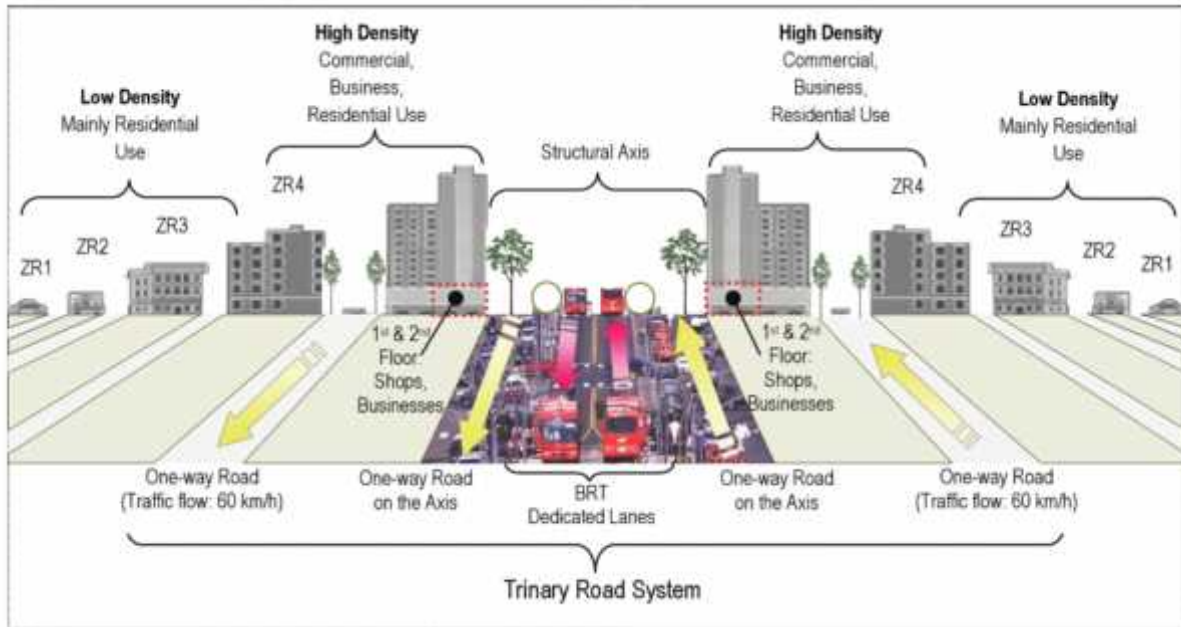 High Density
Commercial,
Business,
Residential Use
High Density
Commercial,
Business,
Residential Use
Low Density
Mainly Residential
Use
Low Density
Mainly Residential
Use
Structural Axis
ZR4
ZR4
ZR3
ZR2
ZR1
ZR3
ZR2
ZR1
1st & 2nd
Floor:
Shops,
Businesses
1st & 2nd
Floor:
Shops,
Businesses
One-way Road
(Traffic flow: 60 km/h)
One-way Road
on the Axis
BRT
Dedicated Lanes
One-way Road
on the Axis
One-way Road
(Traffic flow: 60 km/h)
Trinary Road System